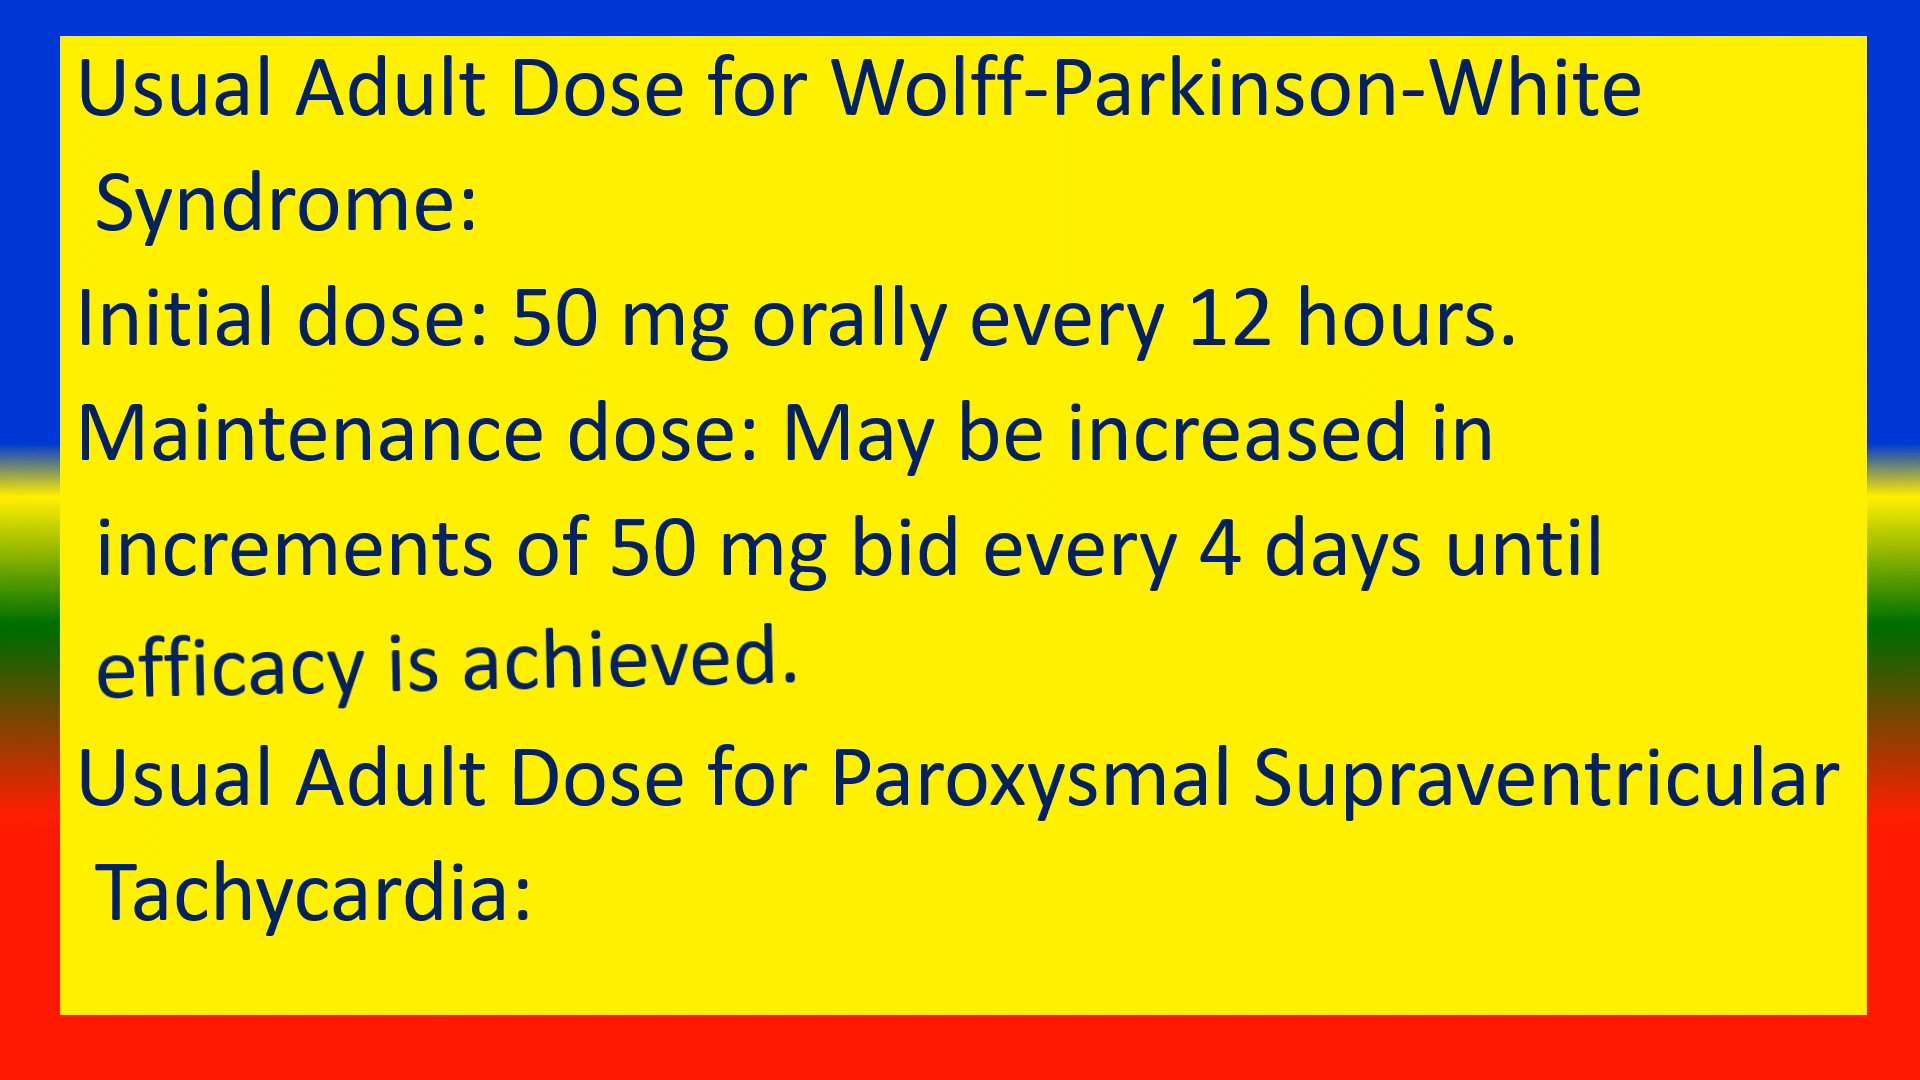 Usual Adult Dose for Wolff-Parkinson-White
Syndrome:
Initial dose: 50 mg orally every 12 hours.
Maintenance dose: May be increased in
increments of 50 mg bid every 4 days until
efficacy is achieved.
Usual Adult Dose for Paroxysmal Supraventricular
Tachycardia: